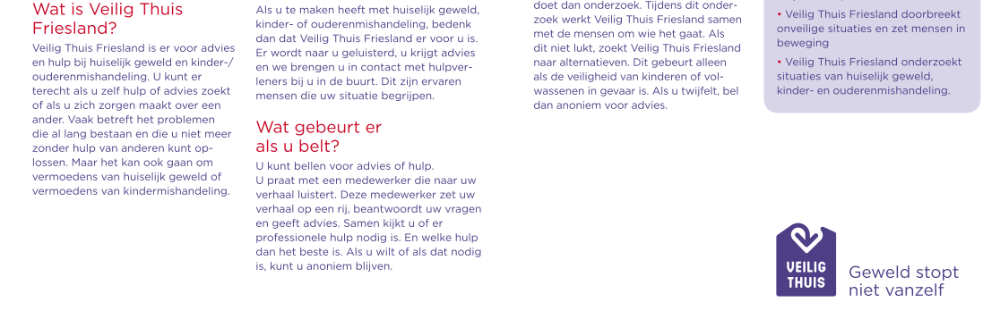 Wat is Veilig Thuis
Friesland?
Veilig Thuis Friesland is er voor advies
en hulp bij huiselijk geweld en kinder-/
ouderenmishandeling. U kunt er
terecht als u zelf hulp of advies zoekt
of als u zich zorgen maakt over een
ander. Vaak betreft het problemen
die al lang bestaan en die u niet meer
zonder hulp van anderen kunt op-
lossen. Maar het kan ook gaan om
vermoedens van huiselijk geweld of
vermoedens van kindermishandeling.
Als u te maken heeft met huiselijk geweld,
kinder- of ouderenmishandeling, bedenk
dan dat Veilig Thuis Friesland er voor u is.
Er wordt naar u geluisterd, u krijgt advies
en we brengen u in contact met hulpver-
leners bij u in de buurt. Dit zijn ervaren
mensen die uw situatie begrijpen.
Wat gebeurt er
als u belt?
U kunt bellen voor advies of hulp.
U praat met een medewerker die naar uw
verhaal luistert. Deze medewerker zet uw
verhaal op een rij, beantwoordt uw vragen
en geeft advies. Samen kijkt u of er
professionele hulp nodig is. En welke hulp
dan het beste is. Als u wilt of als dat nodig
is, kunt u anoniem blijven.
doet dan onderzoek. Tijdens dit onder-
zoek werkt Veilig Thuis Friesland samen
met de mensen om wie het gaat. Als
dit niet lukt, zoekt Veilig Thuis Friesland
naar alternatieven. Dit gebeurt alleen
als de veiligheid van kinderen of vol-
wassenen in gevaar is. Als u twijfelt, bel
dan anoniem voor advies.
• Veilig Thuis Friesland doorbreekt
onveilige situaties en zet mensen in
beweging
• Veilig Thuis Friesland onderzoekt
situaties van huiselijk geweld,
kinder- en ouderenmishandeling.
VEILIG
THUIS
Geweld stopt
niet vanzelf